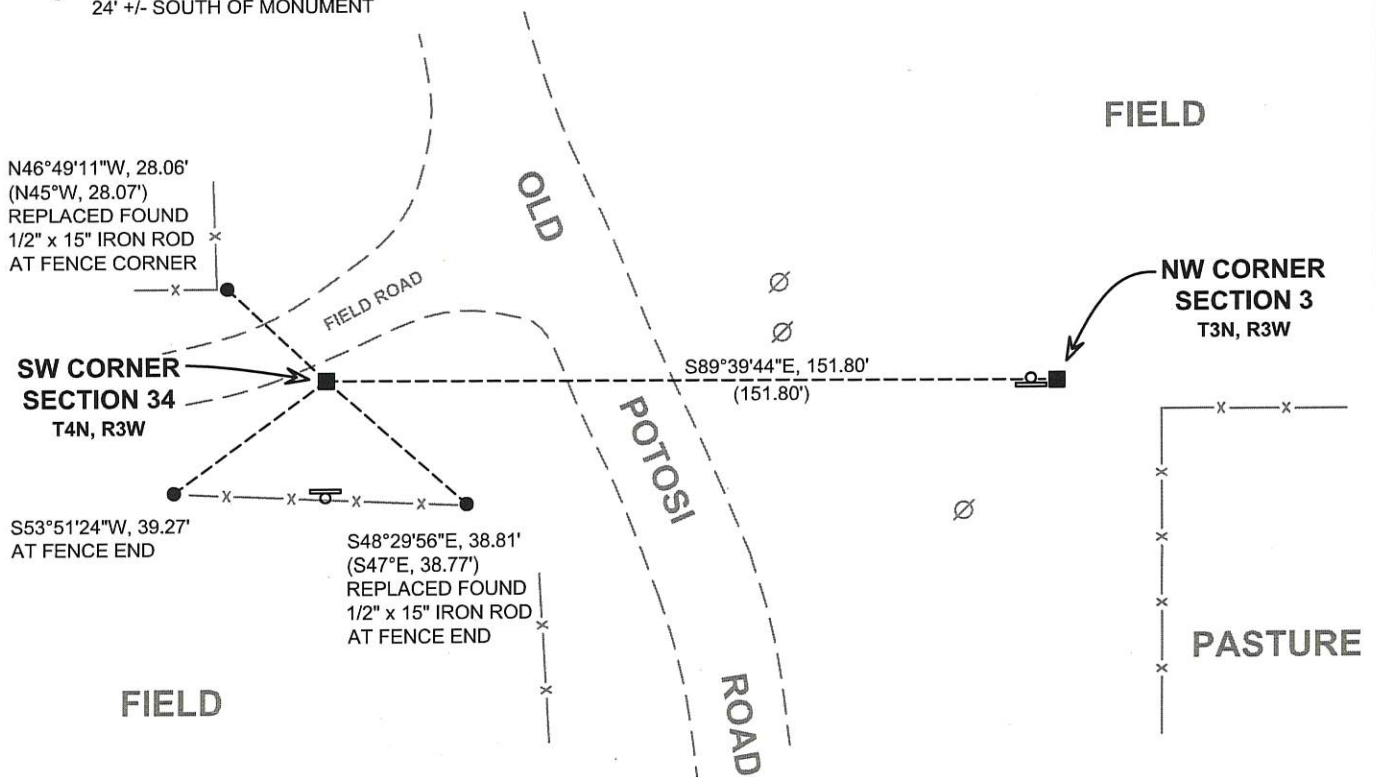 24' +/- SOUTH OF MONUMENT
FIELD
N46°49'11"W, 28.06'
(N45°W, 28.07')
REPLACED FOUND
1/2" x 15" IRON ROD
AT FENCE CORNER
OLD
FIELD ROAD
NW CORNER
SECTION 3
T3N, R3W
SW CORNER
SECTION 34
T4N, R3W
S89°39'44"E, 151.80'
(151.80')
POTOSI
S53°51'24"W, 39.27'
AT FENCE END
S48°29'56"E, 38.81'
(S47°E, 38.77')
REPLACED FOUND
1/2" x 15" IRON ROD
AT FENCE END
PASTURE
FIELD
ROAD